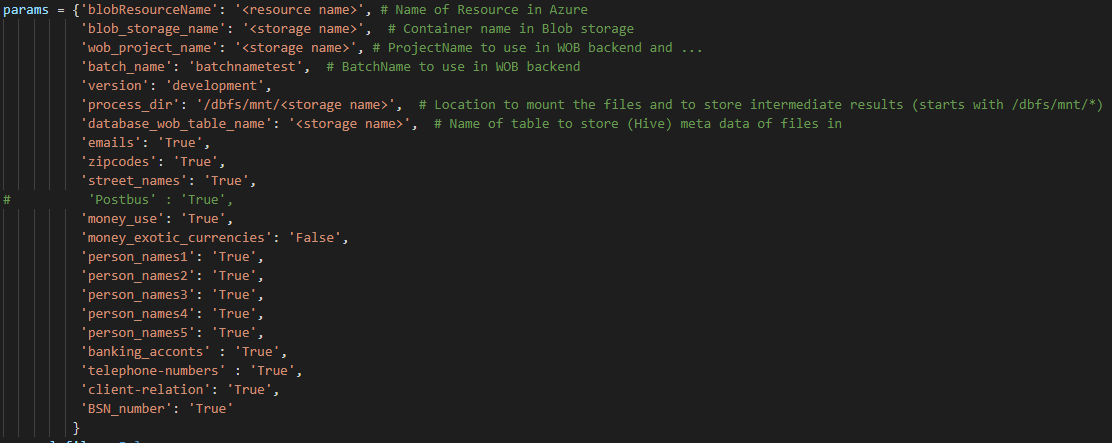 params = {'blobResourceName': '<resource name>', # Name of Resource in Azure
'blob_storage_name': '<storage name>',  # Container name in Blob storage
'wob_project_name': '<storage name>', # ProjectName to use in WOB backend and ...
'batch_name': 'batchnametest',  # BatchName to use in WOB backend
'version': 'development',
'process_dir': '/dbfs/mnt/<storage name>',  # Location to mount the files and to store intermediate results (starts with /dbfs/mnt/*)
'database_wob_table_name': '<storage name>',  # Name of table to store (Hive) meta data of files in
'emails': 'True',
'zipcodes': 'True',
'street_names': 'True',
#          'Postbus' : 'True',
'money_use': 'True',
'money_exotic_currencies': 'False',
'person_names1': 'True',
'person_names2': 'True',
'person_names3': 'True',
'person_names4': 'True',
'person_names5': 'True',
'banking_acconts' : 'True',
'telephone-numbers' : 'True',
'client-relation': 'True',
'BSN_number': 'True'
}